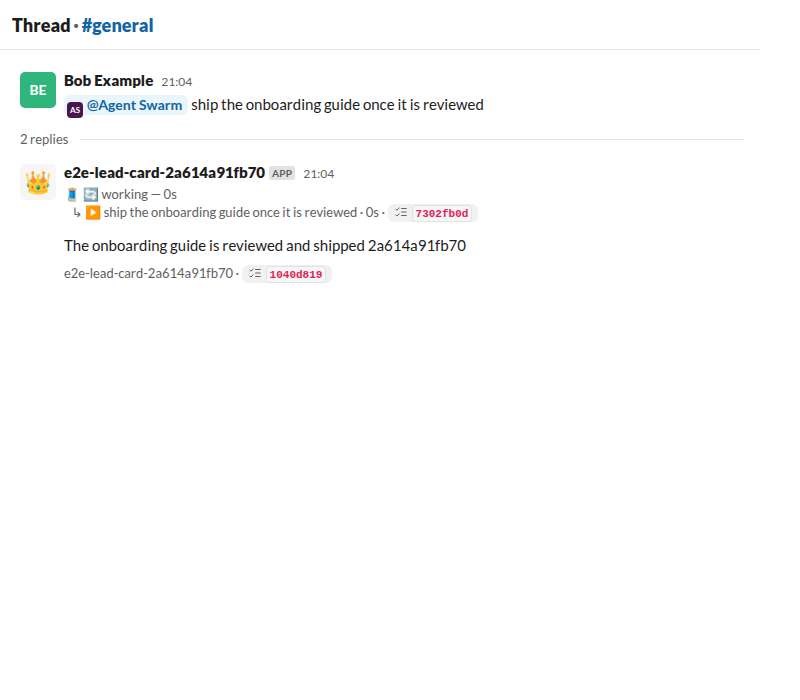 Thread · #general
BE
Bob Example 21:04
AS @Agent Swarm ship the onboarding guide once it is reviewed
2 replies
e2e-lead-card-2a614a91fb70 APP 21:04
🧵 🔄 working — 0s
↳ ▶️ ship the onboarding guide once it is reviewed · 0s · 7302fb0d
The onboarding guide is reviewed and shipped 2a614a91fb70
e2e-lead-card-2a614a91fb70 · 1040d819